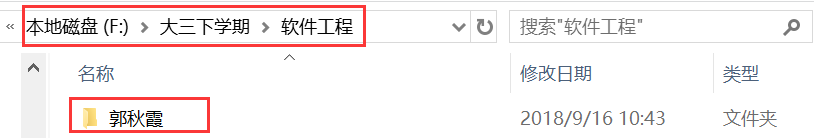 « 本地磁盘 (F:) > 大三下学期 > 软件工程 搜索"软件工程"
名称 修改日期 类型
郭秋霞 2018/9/16 10:43 文件夹